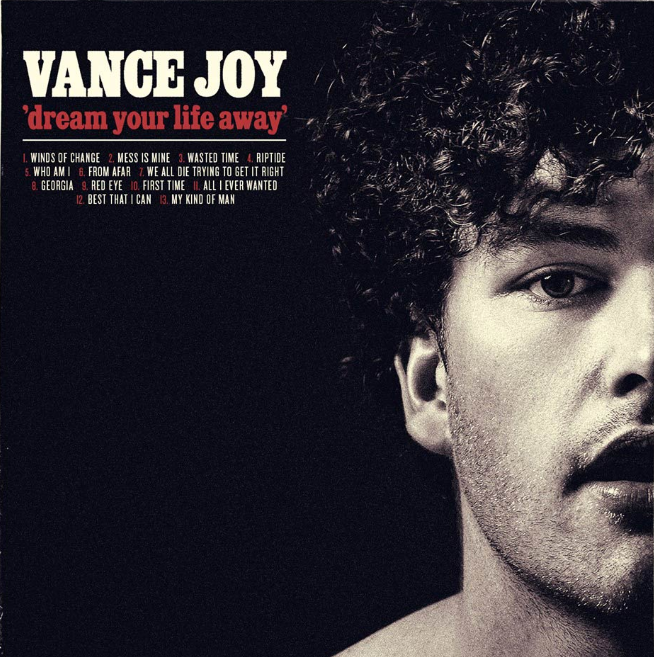 VANCE JOY
'dream your life away'
1. WINDS OF CHANGE 2. MESS IS MINE 3. WASTED TIME 4. RIPTIDE
5. WHO AM I 6. FROM AFAR 7. WE ALL DIE TRYING TO GET IT RIGHT
8. GEORGIA 9. RED EYE 10. FIRST TIME 11. ALL I EVER WANTED
12. BEST THAT I CAN 13. MY KIND OF MAN